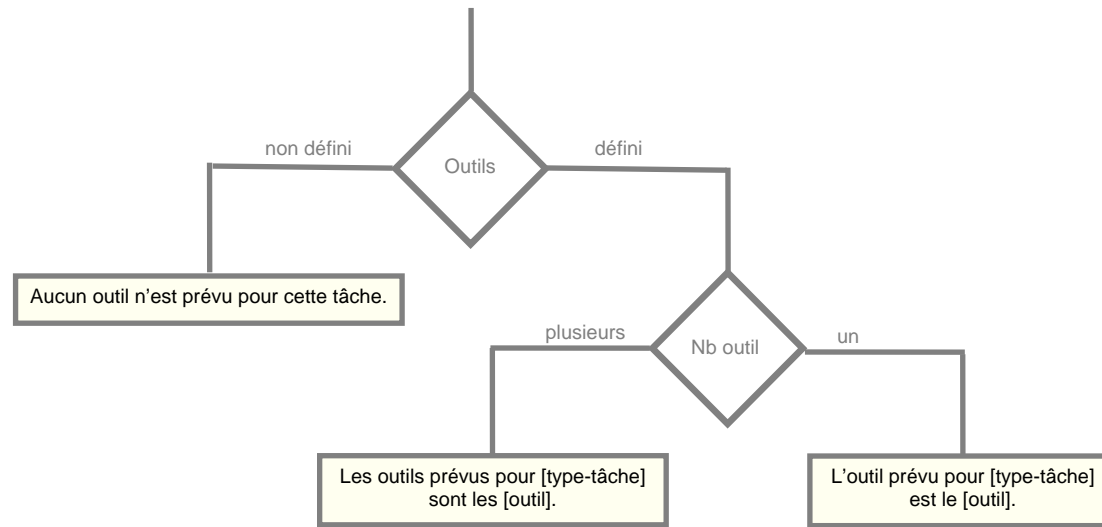 non défini
défini
Outils
Aucun outil n'est prévu pour cette tâche.
plusieurs
un
Nb outil
Les outils prévus pour [type-tâche]
sont les [outil].
L'outil prévu pour [type-tâche]
est le [outil].